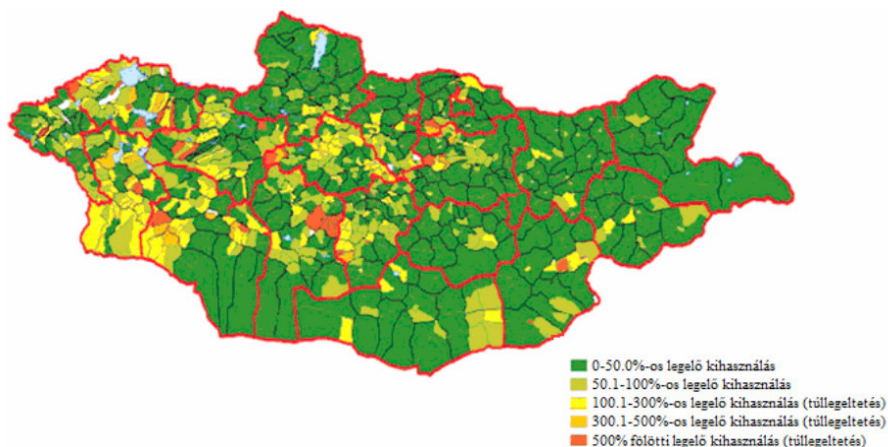 0-50.0%-os legelő kihasználás
50.1-100%-os legelő kihasználás
100.1-300%-os legelő kihasználás (túllegeltetés)
300.1-500%-os legelő kihasználás (túllegeltetés)
500% fölötti legelő kihasználás (túllegeltetés)